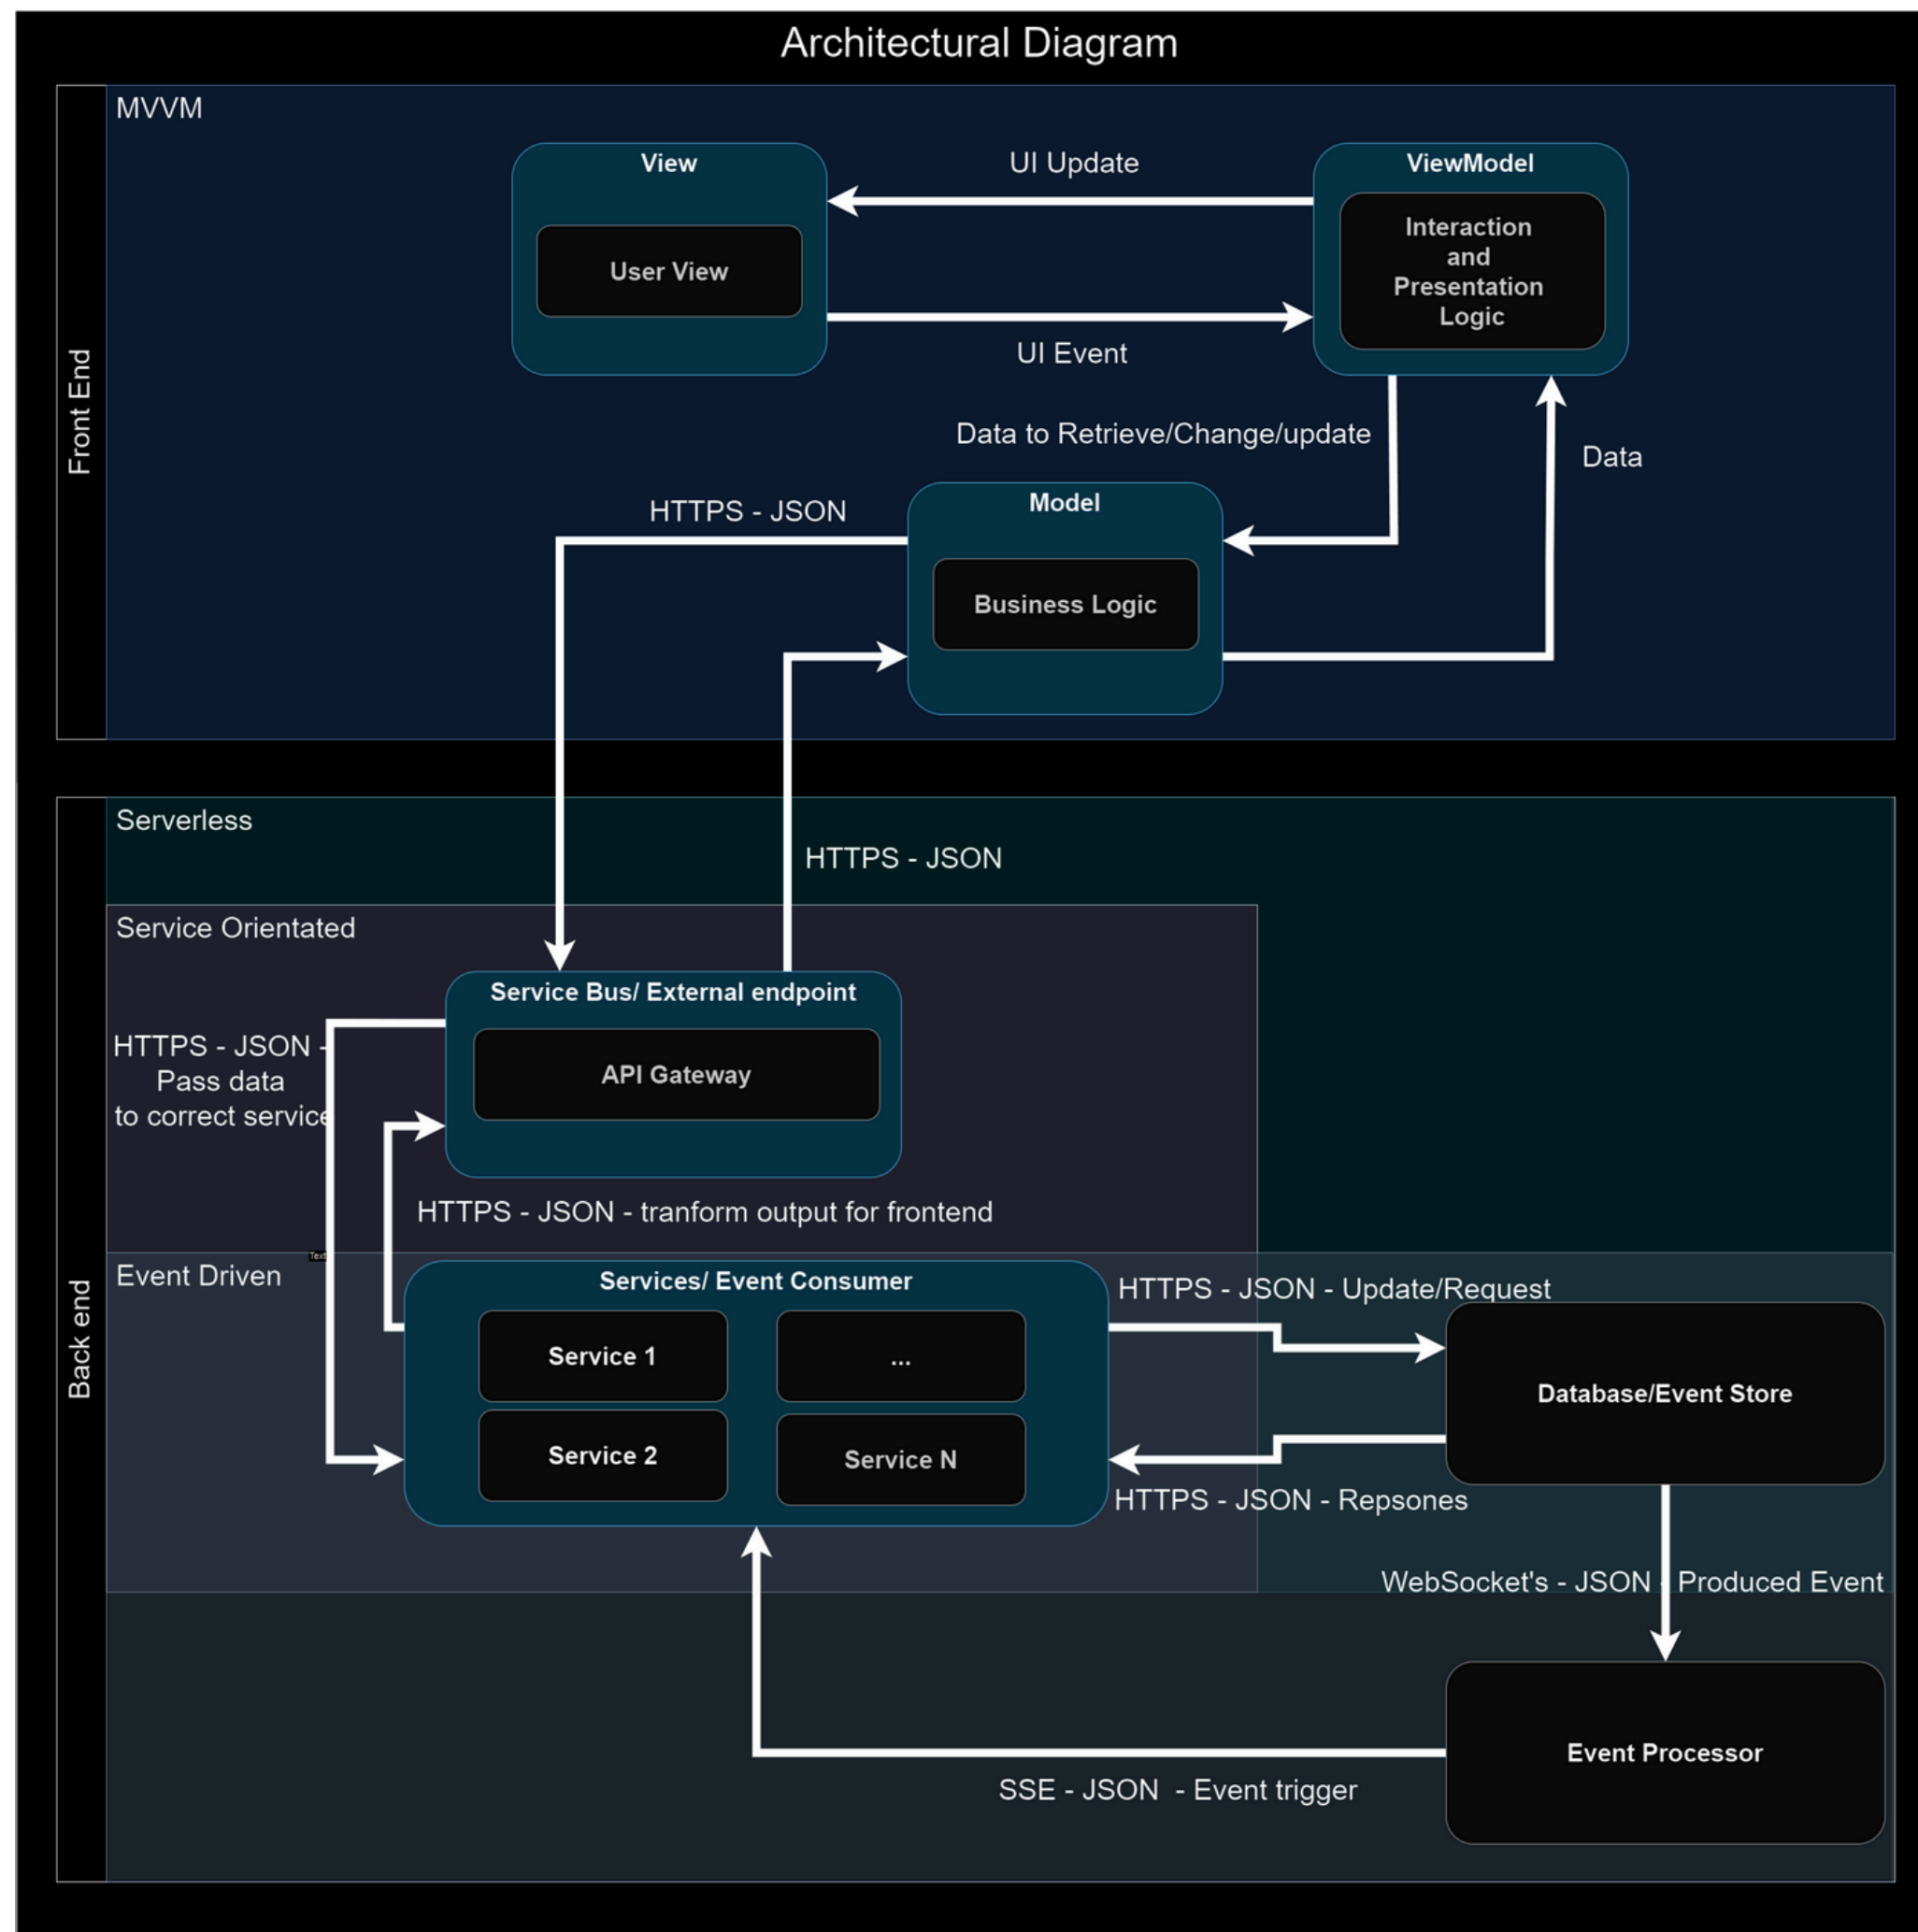 Architectural Diagram
Front End
MVVM
View
User View
UI Update
UI Event
ViewModel
Interaction
and
Presentation
Logic
Data to Retrieve/Change/update
Data
HTTPS - JSON
Model
Business Logic
Back end
Serverless
HTTPS - JSON
Service Orientated
Service Bus/ External endpoint
API Gateway
HTTPS - JSON -
Pass data
to correct service
HTTPS - JSON - tranform output for frontend
Text
Event Driven
Services/ Event Consumer
Service 1
...
Service 2
Service N
HTTPS - JSON - Update/Request
Database/Event Store
HTTPS - JSON - Repsones
WebSocket's - JSON - Produced Event
Event Processor
SSE - JSON  - Event trigger